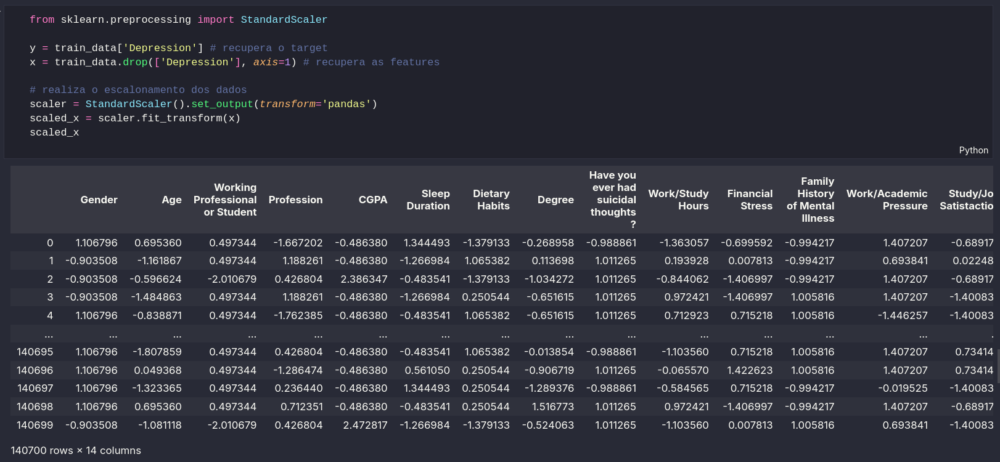 from sklearn.preprocessing import StandardScaler
y = train_data['Depression'] # recupera o target
x = train_data.drop(['Depression'], axis=1) # recupera as features
# realiza o escalonamento dos dados
scaler = StandardScaler().set_output(transform='pandas')
scaled_x = scaler.fit_transform(x)
scaled_x
Python
Gender Age Working Professional or Student Profession CGPA Sleep Duration Dietary Habits Degree Have you ever had suicidal thoughts ? Work/Study Hours Financial Stress Family History of Mental Illness Work/Academic Pressure Study/Jo Satisfactio
0 1.106796 0.695360 0.497344 -1.667202 -0.486380 1.344493 -1.379133 -0.268958 -0.988861 -1.363057 -0.699592 -0.994217 1.407207 -0.68917
1 -0.903508 -1.161867 0.497344 1.188261 -0.486380 -1.266984 1.065382 0.113698 1.011265 0.193928 0.007813 -0.994217 0.693841 0.02248
2 -0.903508 -0.596624 -2.010679 0.426804 2.386347 -0.483541 -1.379133 -1.034272 1.011265 -0.844062 -1.406997 -0.994217 1.407207 -0.68917
3 -0.903508 -1.484863 0.497344 1.188261 -0.486380 -1.266984 0.250544 -0.651615 1.011265 0.972421 -1.406997 1.005816 1.407207 -1.40083
4 1.106796 -0.838871 0.497344 -1.762385 -0.486380 -0.483541 1.065382 -0.651615 1.011265 0.712923 0.715218 1.005816 -1.446257 -1.40083
... ... ... ... ... ... ... ... ... ... ... ... ... ... .
140695 1.106796 -1.807859 0.497344 0.426804 -0.486380 -0.483541 1.065382 -0.013854 -0.988861 -1.103560 0.715218 1.005816 1.407207 0.73414
140696 1.106796 0.049368 0.497344 -1.286474 -0.486380 0.561050 0.250544 -0.906719 1.011265 -0.065570 1.422623 1.005816 1.407207 0.73414
140697 1.106796 -1.323365 0.497344 0.236440 -0.486380 1.344493 0.250544 -1.289376 -0.988861 -0.584565 0.715218 -0.994217 -0.019525 -1.40083
140698 1.106796 0.695360 0.497344 0.712351 -0.486380 -0.483541 0.250544 1.516773 1.011265 0.972421 -1.406997 -0.994217 1.407207 -0.68917
140699 -0.903508 -1.081118 -2.010679 0.426804 2.472817 -1.266984 -1.379133 -0.524063 1.011265 -1.103560 0.007813 1.005816 0.693841 -1.40083
140700 rows × 14 columns